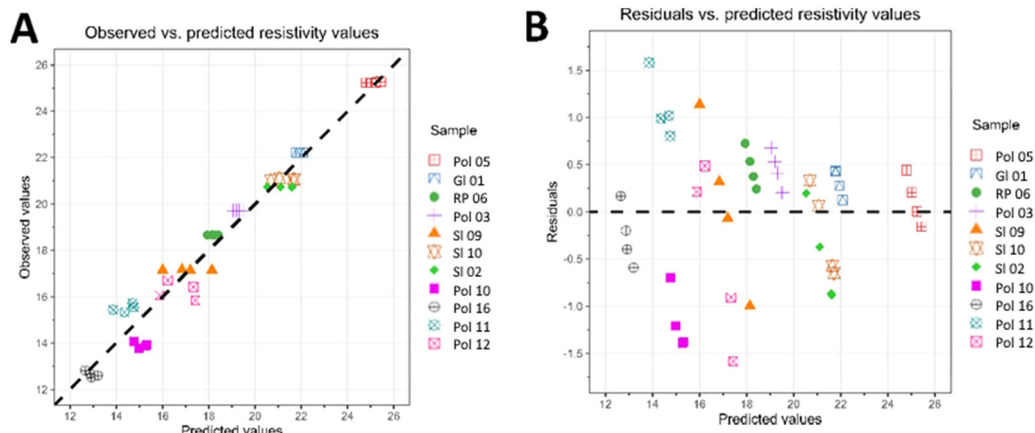 A
Observed vs. predicted resistivity values
Observed values
26
24
22
20
18
16
14
12
12 14 16 18 20 22 24 26
Predicted values
Sample
Pol 05
Gl 01
RP 06
Pol 03
Sl 09
Sl 10
Sl 02
Pol 10
Pol 16
Pol 11
Pol 12
B
Residuals vs. predicted resistivity values
Residuals
1.5
1.0
0.5
0.0
-0.5
-1.0
-1.5
12 14 16 18 20 22 24 26
Predicted values
Sample
Pol 05
Gl 01
RP 06
Pol 03
Sl 09
Sl 10
Sl 02
Pol 10
Pol 16
Pol 11
Pol 12